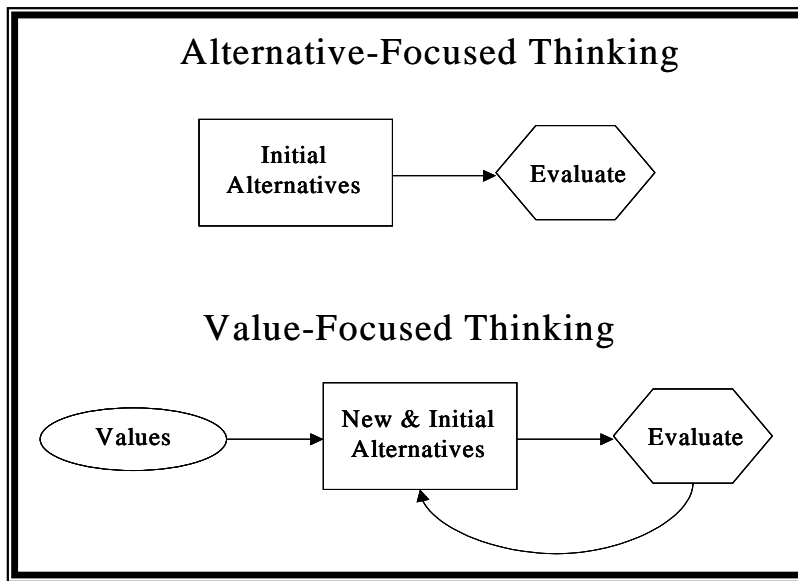 Alternative-Focused Thinking
Initial
Alternatives
Evaluate
Value-Focused Thinking
Values
New & Initial
Alternatives
Evaluate